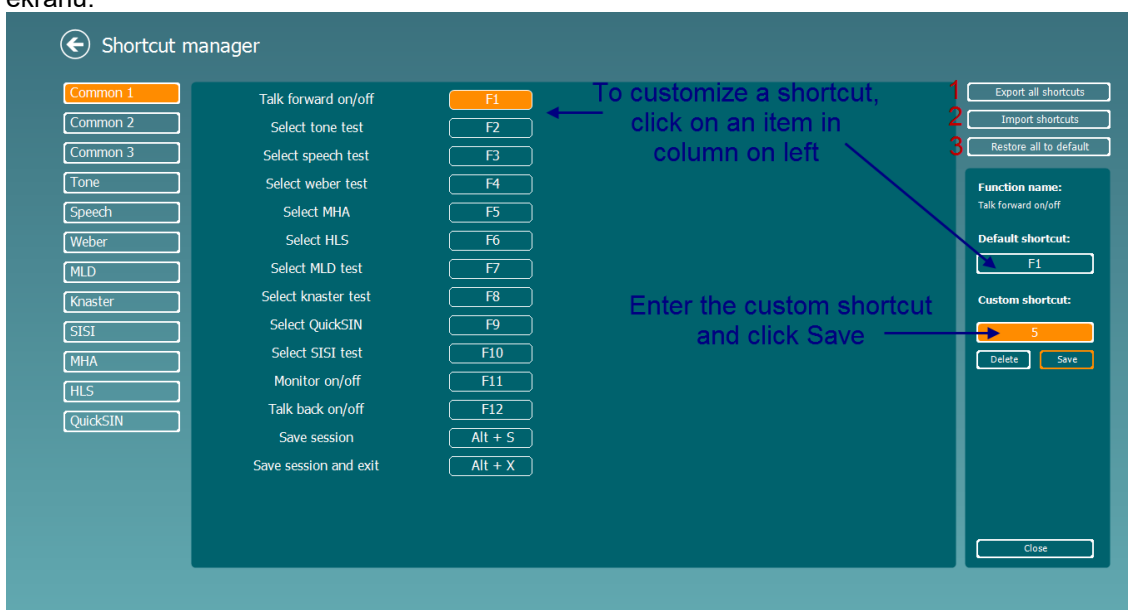 ekranu.
Shortcut manager
Common 1
Common 2
Common 3
Tone
Speech
Weber
MLD
Knaster
SISI
MHA
HLS
QuickSIN
Talk forward on/off F1
Select tone test F2
Select speech test F3
Select weber test F4
Select MHA F5
Select HLS F6
Select MLD test F7
Select knaster test F8
Select QuickSIN F9
Select SISI test F10
Monitor on/off F11
Talk back on/off F12
Save session Alt + S
Save session and exit Alt + X
To customize a shortcut,
click on an item in
column on left
Enter the custom shortcut
and click Save
1 Export all shortcuts
2 Import shortcuts
3 Restore all to default
Function name:
Talk forward on/off
Default shortcut:
F1
Custom shortcut:
5
Delete Save
Close